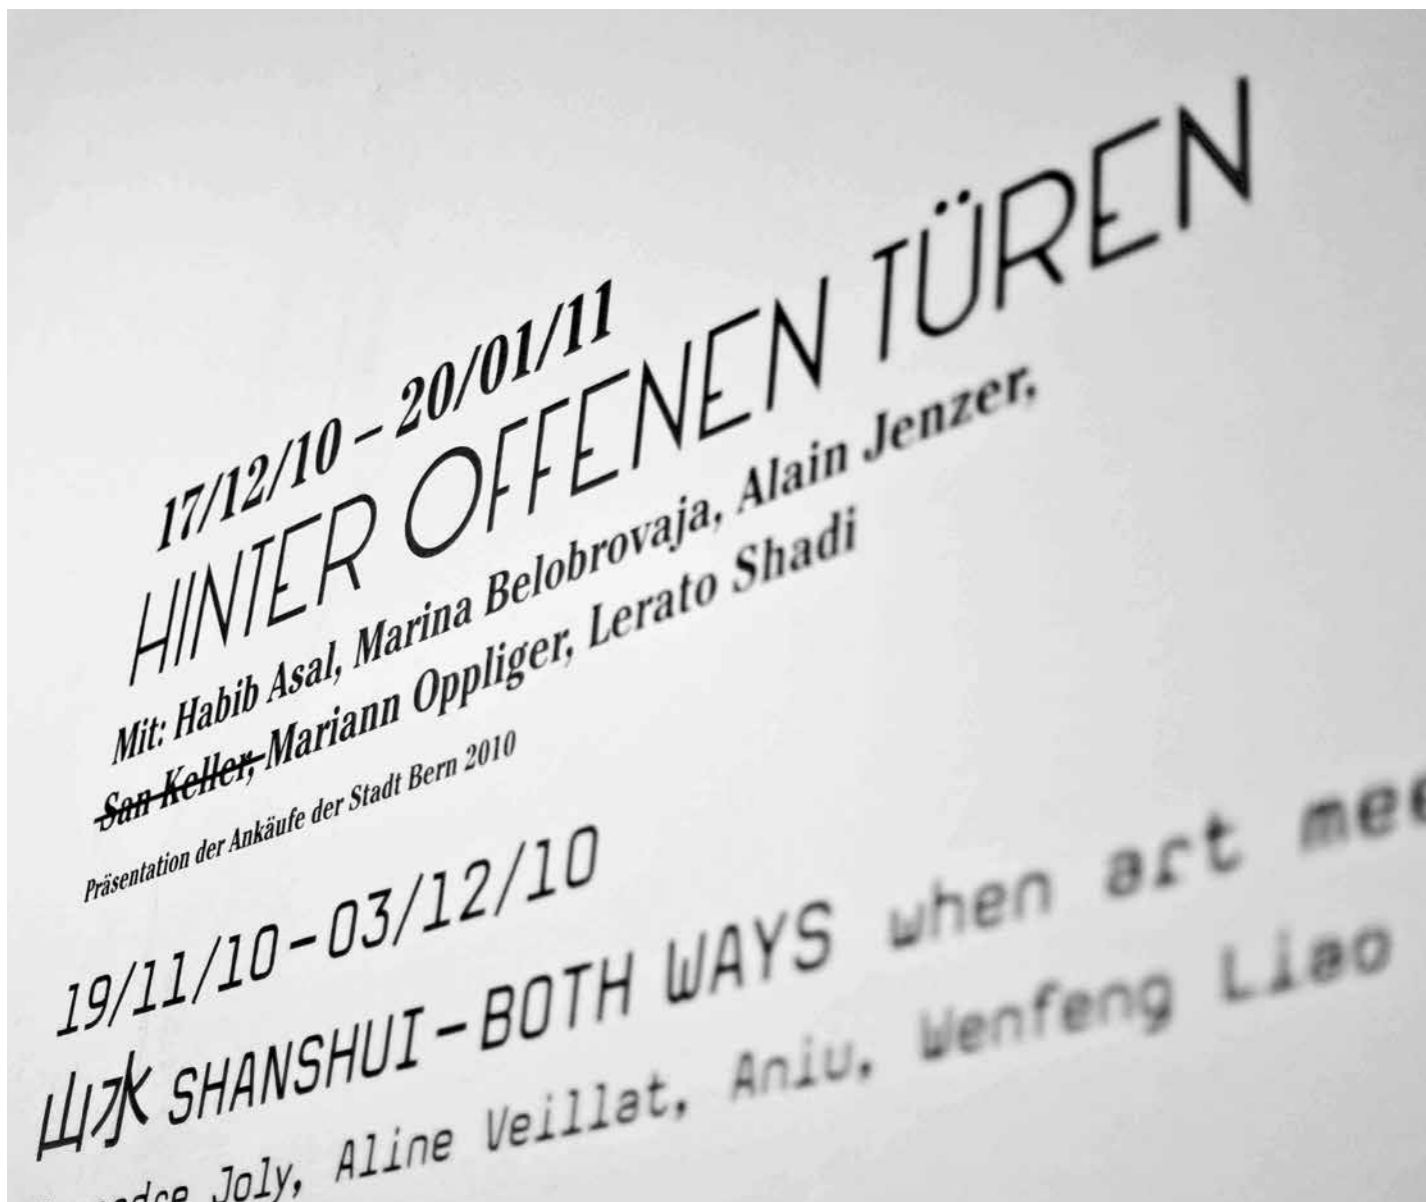 17/12/10 – 20/01/11
HINTER OFFENEN TÜREN
Mit: Habib Asal, Marina Belobrovaja, Alain Jenzer,
San Keller, Mariann Oppliger, Lerato Shadi
Präsentation der Ankäufe der Stadt Bern 2010
19/11/10 – 03/12/10
山水 SHANSHUI – BOTH WAYS when art
Joly, Aline Veillat, Aniu, Wenfeng Liao